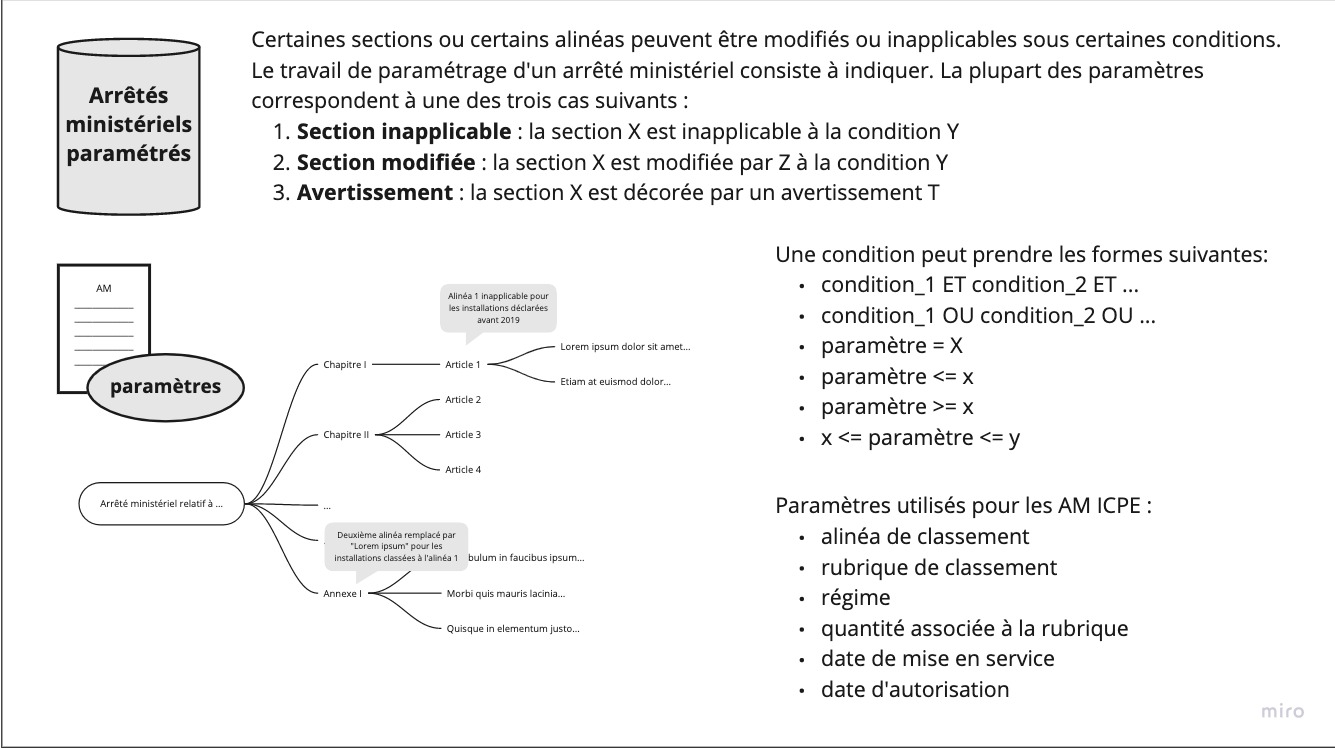 Arrêtés
ministériels
paramétrés
Certaines sections ou certains alinéas peuvent être modifiés ou inapplicables sous certaines conditions.
Le travail de paramétrage d'un arrêté ministériel consiste à indiquer. La plupart des paramètres
correspondent à une des trois cas suivants :
1. Section inapplicable : la section X est inapplicable à la condition Y
2. Section modifiée : la section X est modifiée par Z à la condition Y
3. Avertissement : la section X est décorée par un avertissement T
AM
paramètres
Alinéa 1 inapplicable pour
les installations déclarées
avant 2019
Chapitre I
Article 1
Lorem ipsum dolor sit amet...
Etiam at euismod dolor...
Article 2
Chapitre II
Article 3
Article 4
Arrêté ministériel relatif à ...
...
Deuxième alinéa remplacé par
"Lorem ipsum" pour les
installations classées à l'alinéa 1
bulum in faucibus ipsum...
Annexe I
Morbi quis mauris lacinia...
Quisque in elementum justo...
Une condition peut prendre les formes suivantes:
• condition_1 ET condition_2 ET ...
• condition_1 OU condition_2 OU ...
• paramètre = X
• paramètre <= x
• paramètre >= x
• x <= paramètre <= y
Paramètres utilisés pour les AM ICPE :
• alinéa de classement
• rubrique de classement
• régime
• quantité associée à la rubrique
• date de mise en service
• date d'autorisation
miro